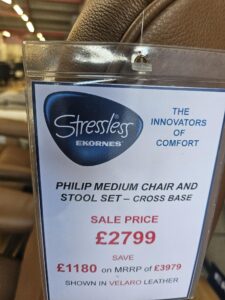 Stressless
EKORNES
THE
INNOVATORS
OF
COMFORT
PHILIP MEDIUM CHAIR AND
STOOL SET – CROSS BASE
SALE PRICE
£2799
SAVE
£1180 on MRRP of £3979
SHOWN IN VELARO LEATHER